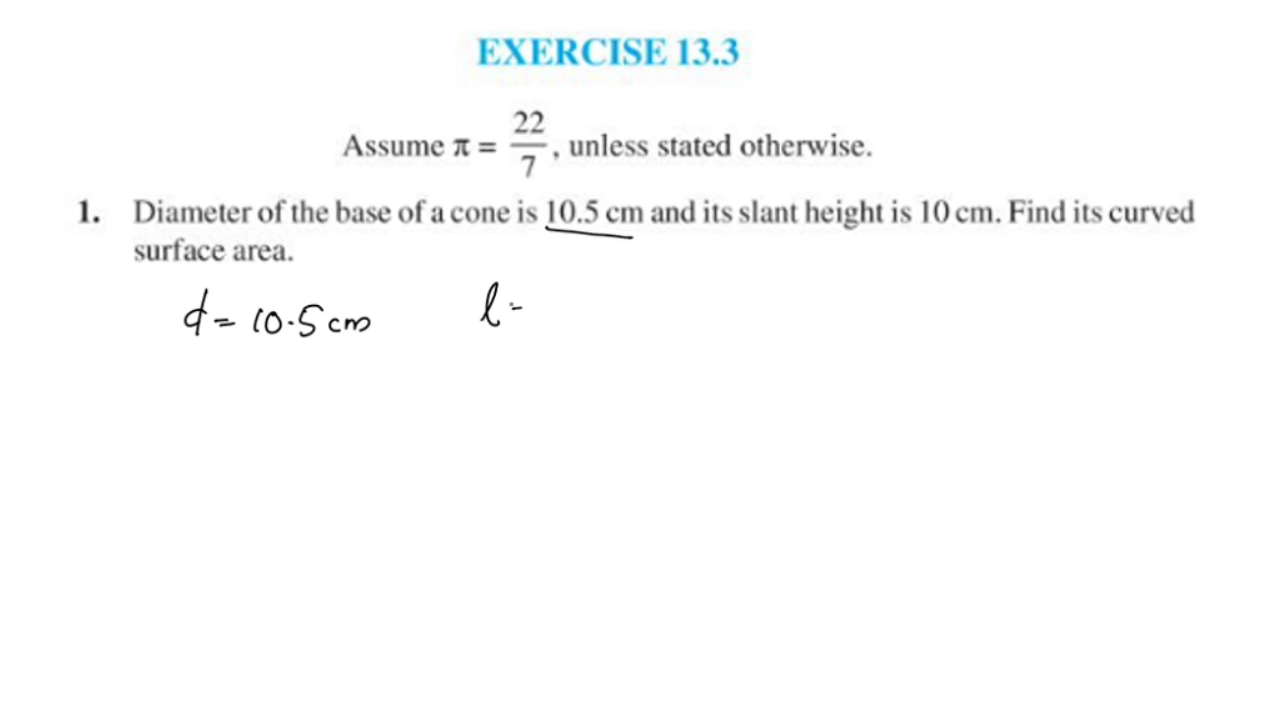 EXERCISE 13.3
Assume π = 22/7, unless stated otherwise.
1. Diameter of the base of a cone is 10.5 cm and its slant height is 10 cm. Find its curved
surface area.
d = 10.5 cm l =